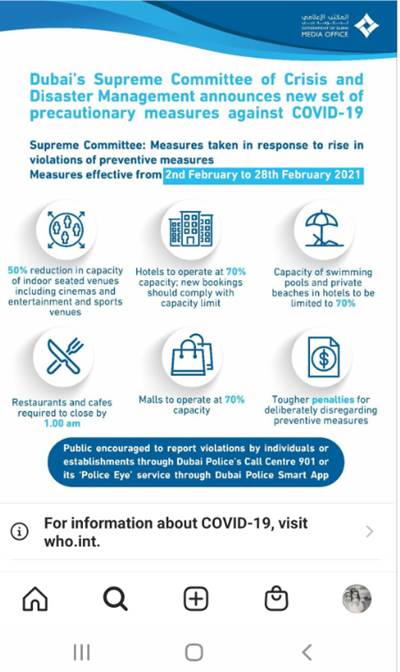 المكتب الإعلامي
GOVERNMENT OF DUBAI
MEDIA OFFICE
Dubai's Supreme Committee of Crisis and
Disaster Management announces new set of
precautionary measures against COVID-19
Supreme Committee: Measures taken in response to rise in
violations of preventive measures
Measures effective from 2nd February to 28th February 2021
50% reduction in capacity
of indoor seated venues
including cinemas and
entertainment and sports
venues
Hotels to operate at 70%
capacity; new bookings
should comply with
capacity limit
Capacity of swimming
pools and private
beaches in hotels to be
limited to 70%
Restaurants and cafes
required to close by
1.00 am
Malls to operate at 70%
capacity
Tougher penalties for
deliberately disregarding
preventive measures
Public encouraged to report violations by individuals or
establishments through Dubai Police's Call Centre 901 or
its 'Police Eye' service through Dubai Police Smart App
For information about COVID-19, visit
who.int.